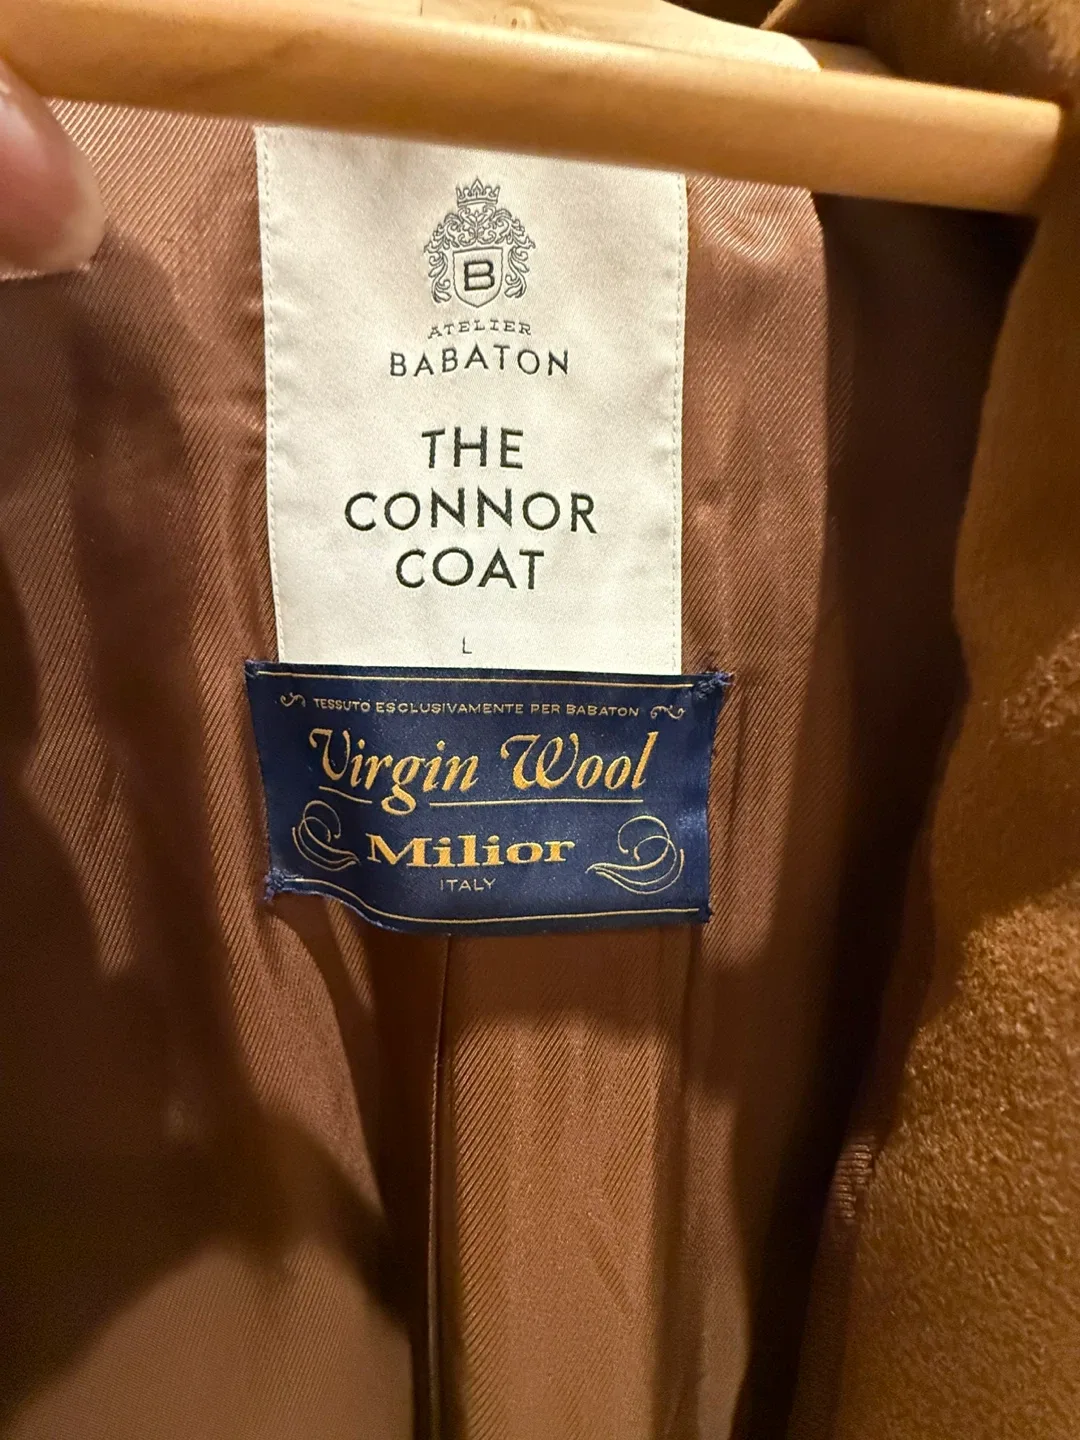 B
ATELIER
BABATON
THE
CONNOR
COAT
L
TESSUTO ESCLUSIVAMENTE PER BABATON
Virgin Wool
Milior
ITALY